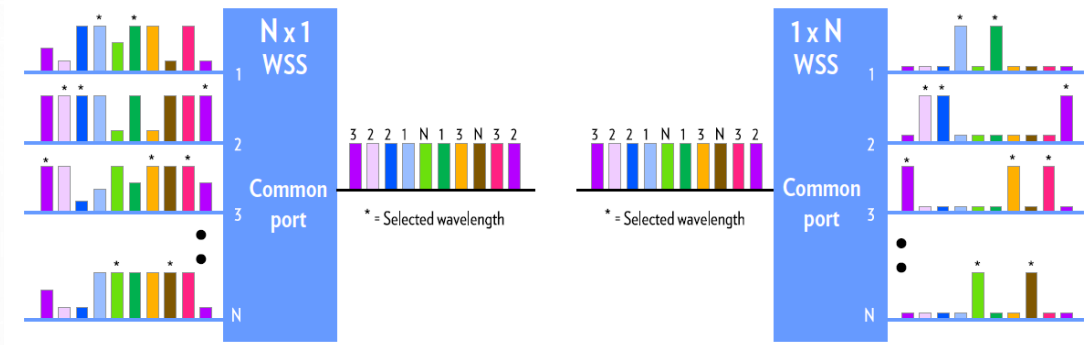 * *
N x 1
WSS
1
* * *
2
* * *
3
* *
N
Common
port
3 2 2 1 N 1 3 N 3 2
* = Selected wavelength
3 2 2 1 N 1 3 N 3 2
* = Selected wavelength
1 x N
WSS
Common
port
* *
1
* * *
2
* * *
3
* *
N